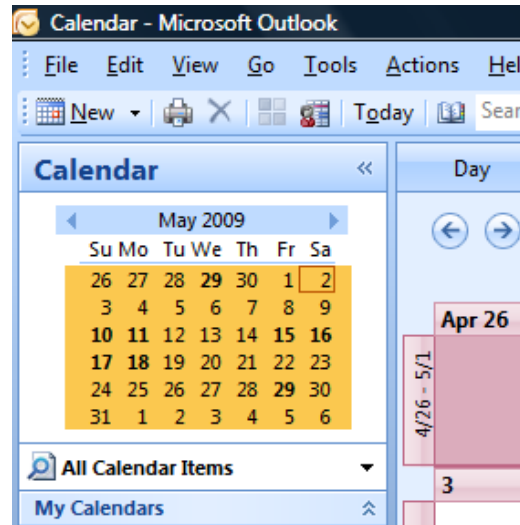 Calendar - Microsoft Outlook
File Edit View Go Tools Actions Hel
New Today Sear
Calendar «
Day
May 2009
Su Mo Tu We Th Fr Sa
26 27 28 29 30 1 2
3 4 5 6 7 8 9
10 11 12 13 14 15 16
17 18 19 20 21 22 23
24 25 26 27 28 29 30
31 1 2 3 4 5 6
Apr 26
4/26 - 5/1
3
All Calendar Items
My Calendars